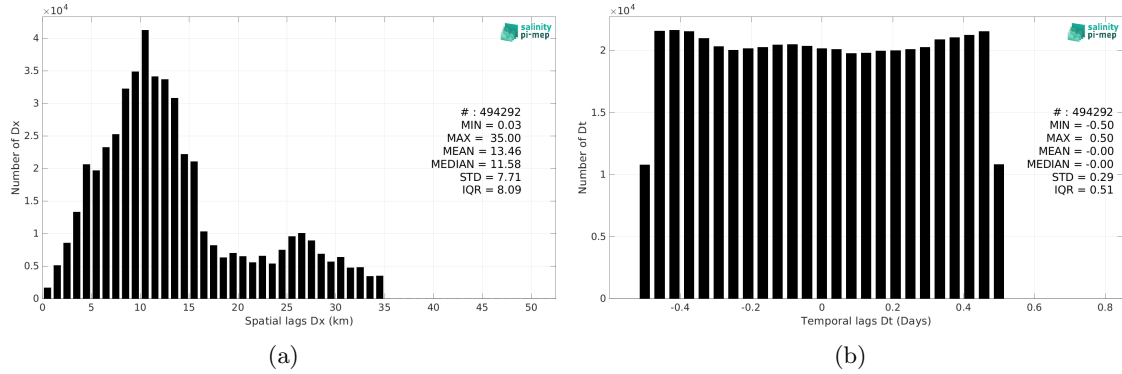 ×10⁴
4
3.5
3
2.5
2
1.5
1
0.5
0
Number of Dx
0 5 10 15 20 25 30 35 40 45 50
Spatial lags Dx (km)
salinity
pi-mep
# : 494292
MIN = 0.03
MAX = 35.00
MEAN = 13.46
MEDIAN = 11.58
STD = 7.71
IQR = 8.09
(a)
×10⁴
2
1.5
1
0.5
0
Number of Dt
-0.4 -0.2 0 0.2 0.4 0.6 0.8
Temporal lags Dt (Days)
salinity
pi-mep
# : 494292
MIN = -0.50
MAX = 0.50
MEAN = -0.00
MEDIAN = -0.00
STD = 0.29
IQR = 0.51
(b)